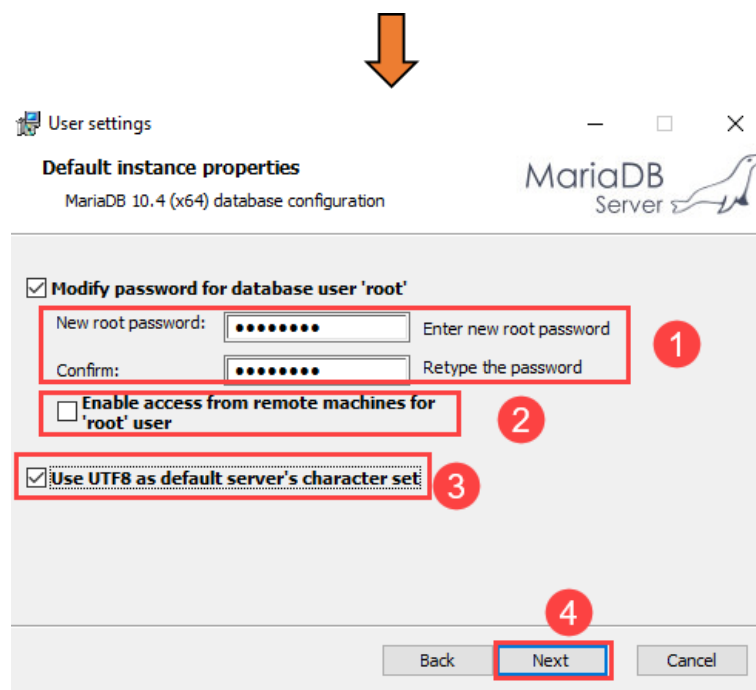 User settings
Default instance properties
MariaDB 10.4 (x64) database configuration
MariaDB
Server
Modify password for database user 'root'
New root password: ●●●●●●●● Enter new root password
1
Confirm: ●●●●●●●● Retype the password
Enable access from remote machines for
'root' user
2
Use UTF8 as default server's character set
3
4
Back Next Cancel